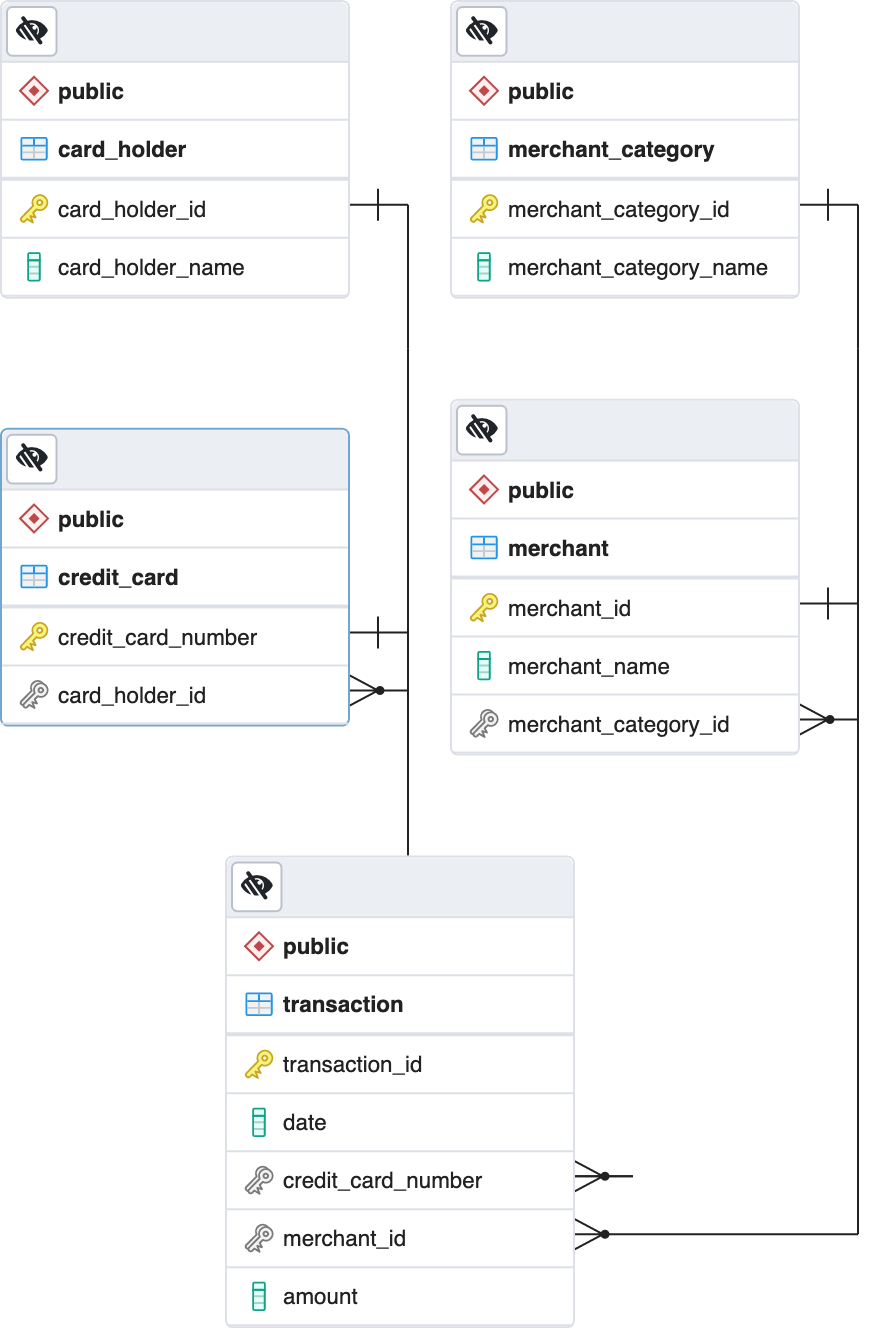 public
card_holder
card_holder_id
card_holder_name
public
merchant_category
merchant_category_id
merchant_category_name
public
credit_card
credit_card_number
card_holder_id
public
merchant
merchant_id
merchant_name
merchant_category_id
public
transaction
transaction_id
date
credit_card_number
merchant_id
amount